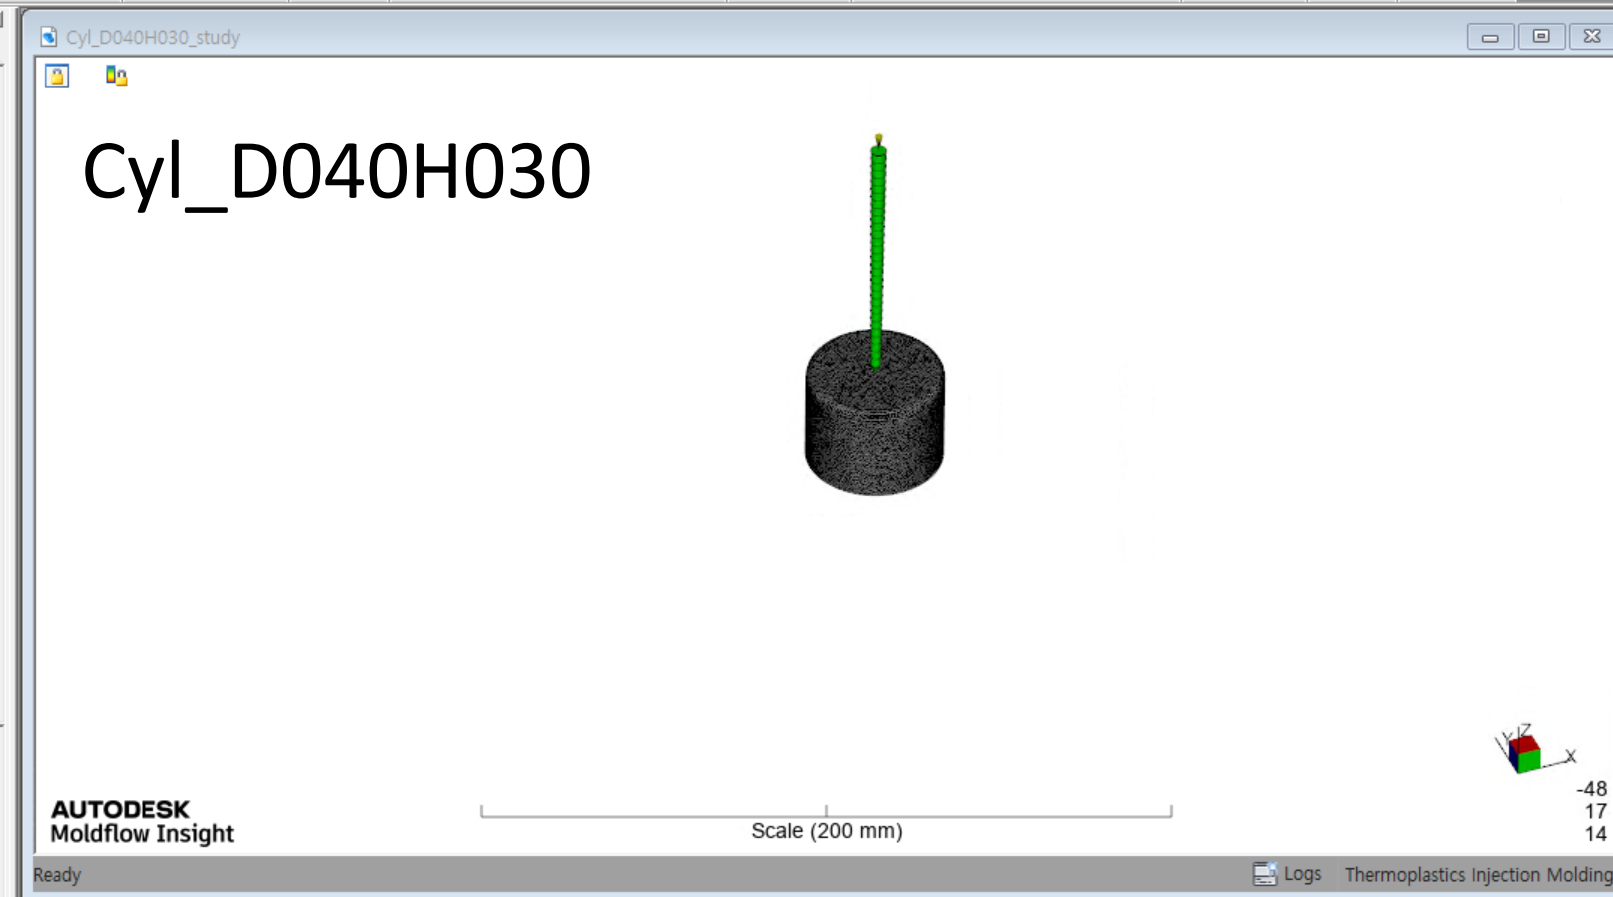 Cyl_D040H030_study
Cyl_D040H030
Y Z
X
-48
17
14
AUTODESK
Moldflow Insight
Scale (200 mm)
Ready
Logs
Thermoplastics Injection Molding